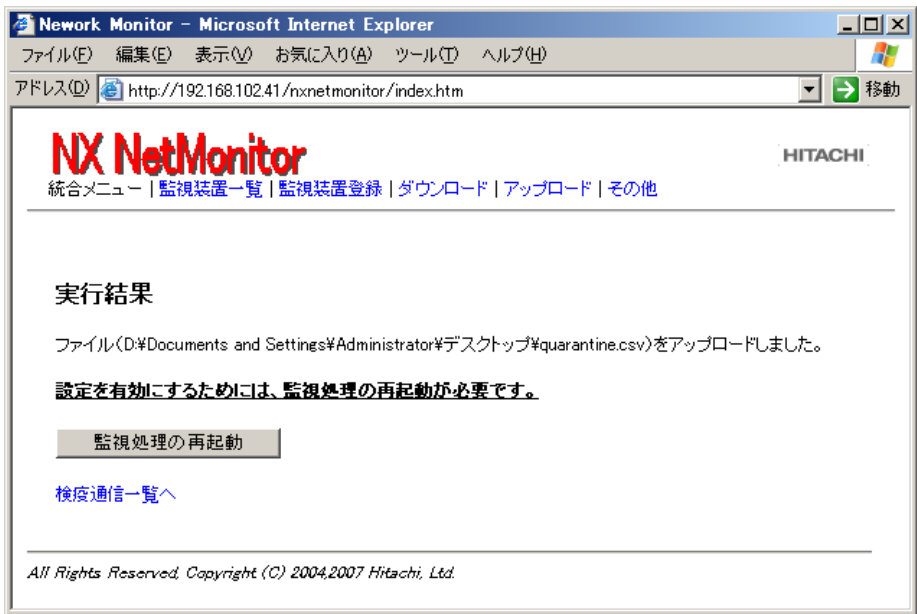 Nework Monitor - Microsoft Internet Explorer
ファイル(F) 編集(E) 表示(V) お気に入り(A) ツール(T) ヘルプ(H)
アドレス(D) http://192.168.102.41/nxnetmonitor/index.htm 移動
NX NetMonitor
HITACHI
統合メニュー | 監視装置一覧 | 監視装置登録 | ダウンロード | アップロード | その他
実行結果
ファイル(D:¥Documents and Settings¥Administrator¥デスクトップ¥quarantine.csv)をアップロードしました。
設定を有効にするためには、監視処理の再起動が必要です。
監視処理の再起動
検疫通信一覧へ
All Rights Reserved, Copyright (C) 2004,2007 Hitachi, Ltd.